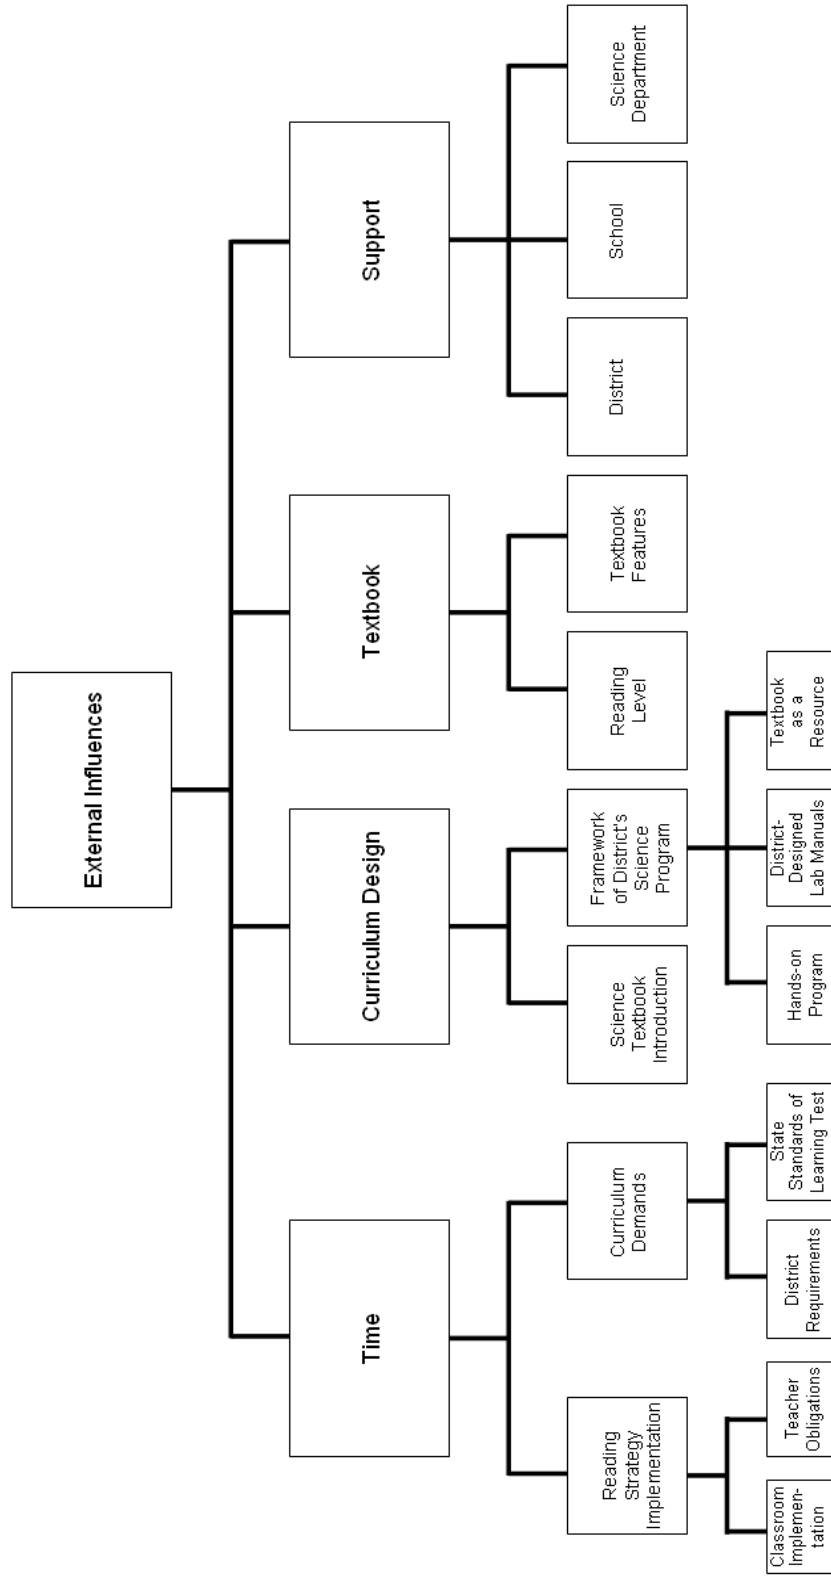 External Influences
Time
Curriculum Design
Textbook
Support
Reading
Strategy
Implementation
Curriculum
Demands
Science
Textbook
Introduction
Framework
of District's
Science
Program
Reading
Level
Textbook
Features
District
School
Science
Department
Classroom
Implemen-
tation
Teacher
Obligations
District
Requirements
State
Standards of
Learning Test
Hands-on
Program
District-
Designed
Lab Manuals
Textbook
as a
Resource